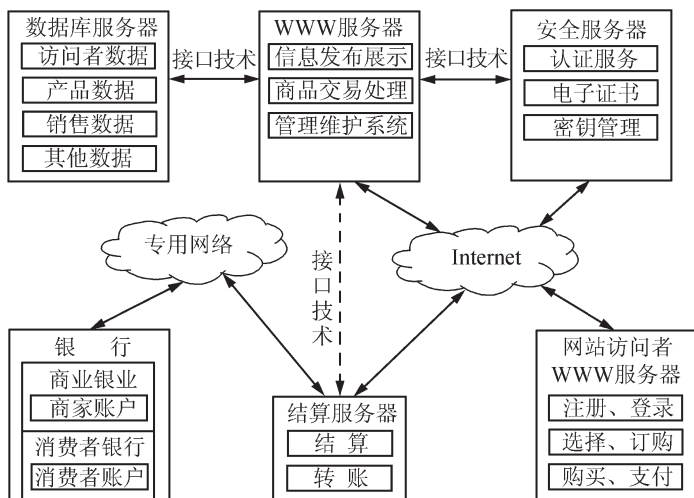 数据库服务器
访问者数据
产品数据
销售数据
其他数据
接口技术
WWW服务器
信息发布展示
商品交易处理
管理维护系统
接口技术
安全服务器
认证服务
电子证书
密钥管理
专用网络
接口技术
Internet
银 行
商业银业
商家账户
消费者银行
消费者账户
结算服务器
结 算
转 账
网站访问者
WWW服务器
注册、登录
选择、订购
购买、支付